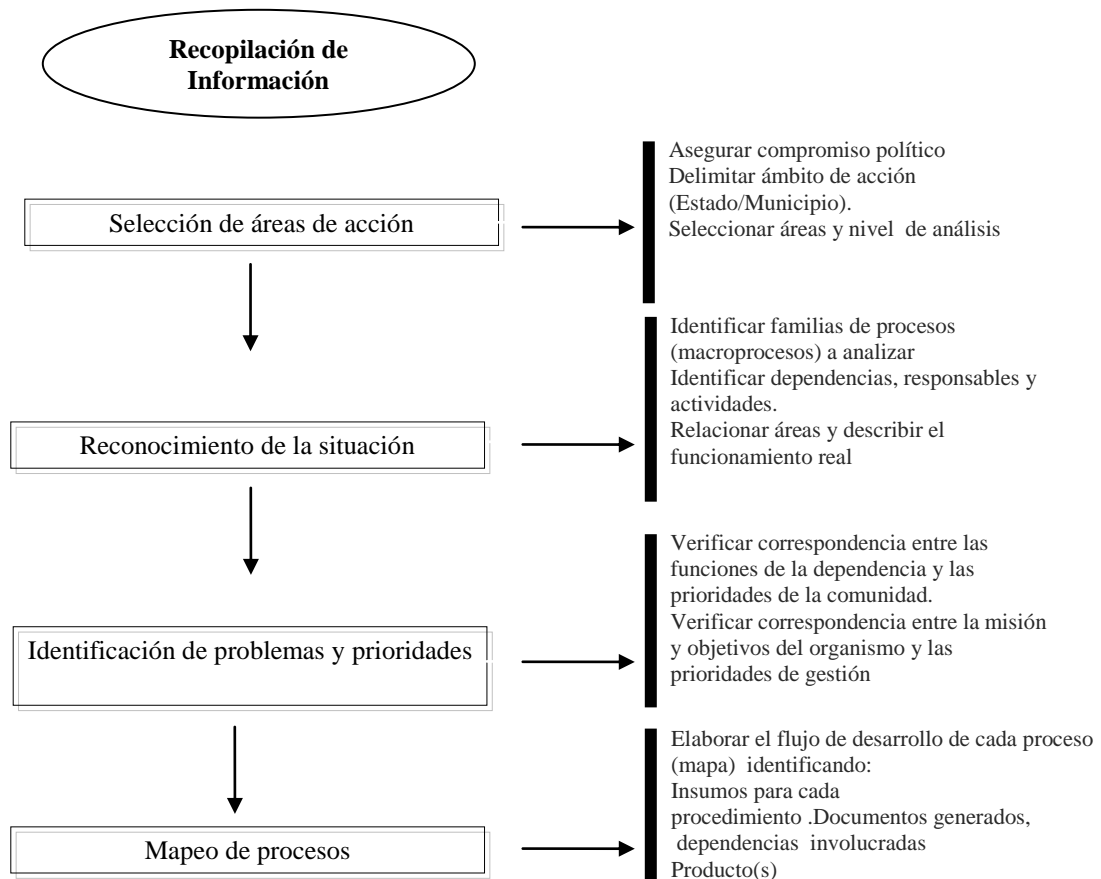 Recopilación de
Información
Selección de áreas de acción
Asegurar compromiso político
Delimitar ámbito de acción
(Estado/Municipio).
Seleccionar áreas y nivel de análisis
Reconocimiento de la situación
Identificar familias de procesos
(macroprocesos) a analizar
Identificar dependencias, responsables y
actividades.
Relacionar áreas y describir el
funcionamiento real
Identificación de problemas y prioridades
Verificar correspondencia entre las
funciones de la dependencia y las
prioridades de la comunidad.
Verificar correspondencia entre la misión
y objetivos del organismo y las
prioridades de gestión
Mapeo de procesos
Elaborar el flujo de desarrollo de cada proceso
(mapa) identificando:
Insumos para cada
procedimiento .Documentos generados,
dependencias involucradas
Producto(s)